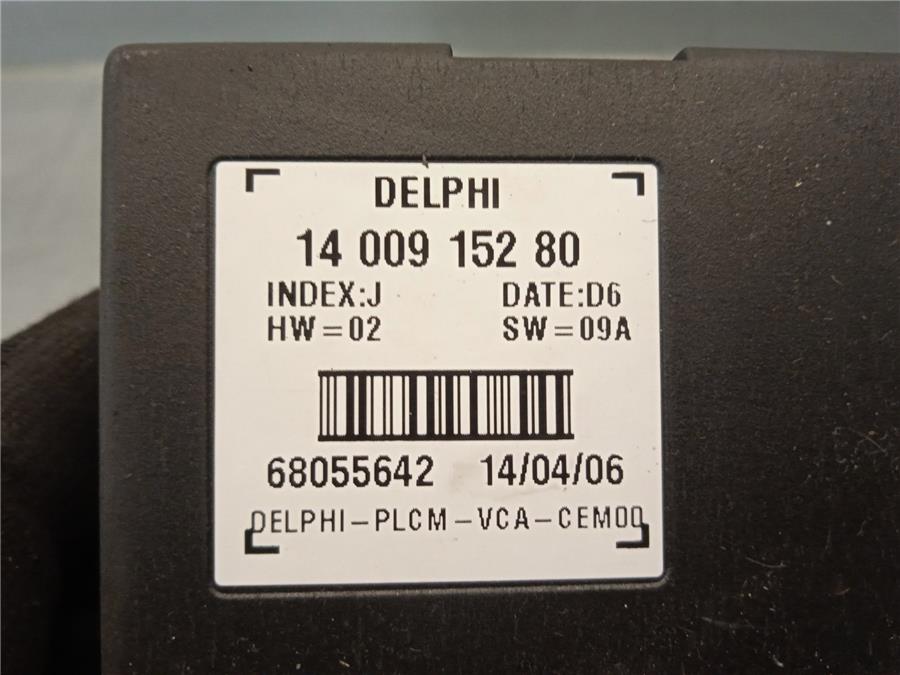 DELPHI
14 009 152 80
INDEX:J DATE:D6
HW=02 SW=09A
68055642 14/04/06
DELPHI-PLCM-VCA-CEM00